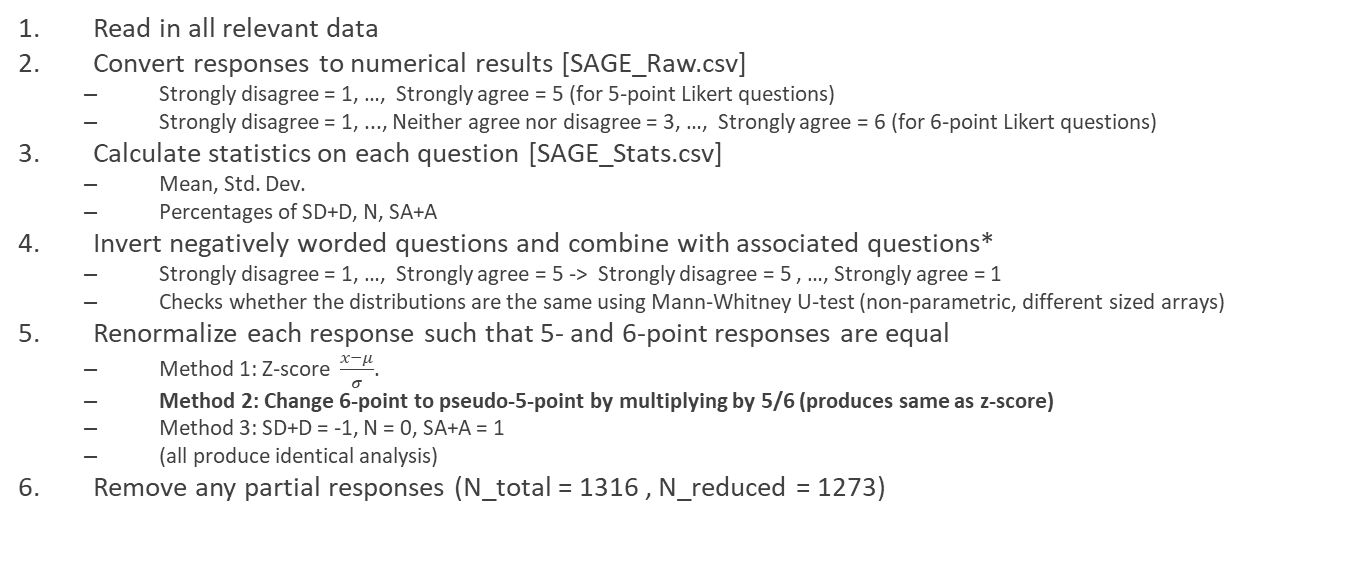 1. Read in all relevant data
2. Convert responses to numerical results [SAGE_Raw.csv]
– Strongly disagree = 1, ..., Strongly agree = 5 (for 5-point Likert questions)
– Strongly disagree = 1, ..., Neither agree nor disagree = 3, ..., Strongly agree = 6 (for 6-point Likert questions)
3. Calculate statistics on each question [SAGE_Stats.csv]
– Mean, Std. Dev.
– Percentages of SD+D, N, SA+A
4. Invert negatively worded questions and combine with associated questions*
– Strongly disagree = 1, ..., Strongly agree = 5 -> Strongly disagree = 5 , ..., Strongly agree = 1
– Checks whether the distributions are the same using Mann-Whitney U-test (non-parametric, different sized arrays)
5. Renormalize each response such that 5- and 6-point responses are equal
– Method 1: Z-score (x−μ)/σ.
– Method 2: Change 6-point to pseudo-5-point by multiplying by 5/6 (produces same as z-score)
– Method 3: SD+D = -1, N = 0, SA+A = 1
– (all produce identical analysis)
6. Remove any partial responses (N_total = 1316 , N_reduced = 1273)